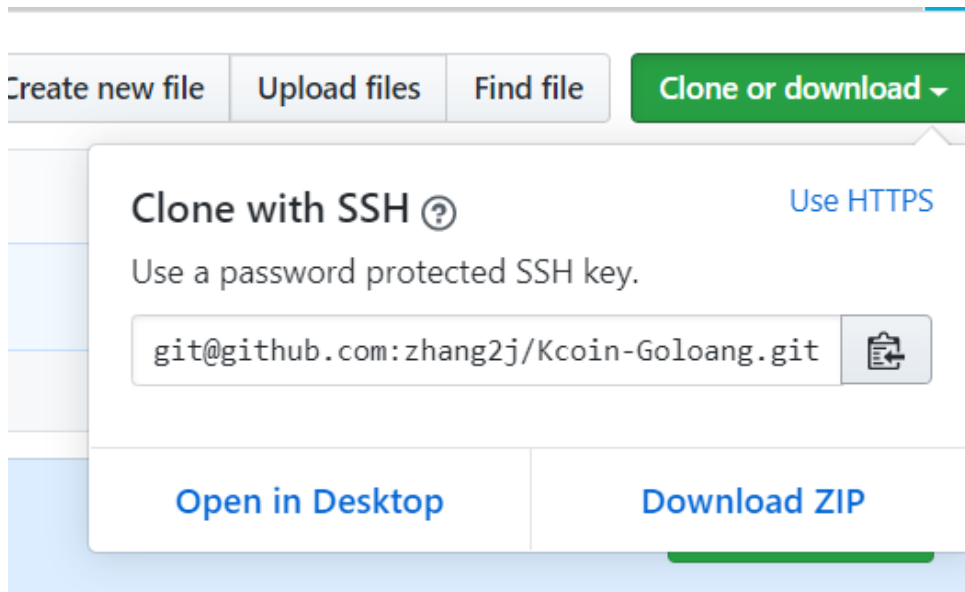 Create new file Upload files Find file Clone or download
Clone with SSH Use HTTPS
Use a password protected SSH key.
git@github.com:zhang2j/Kcoin-Goloang.git
Open in Desktop Download ZIP